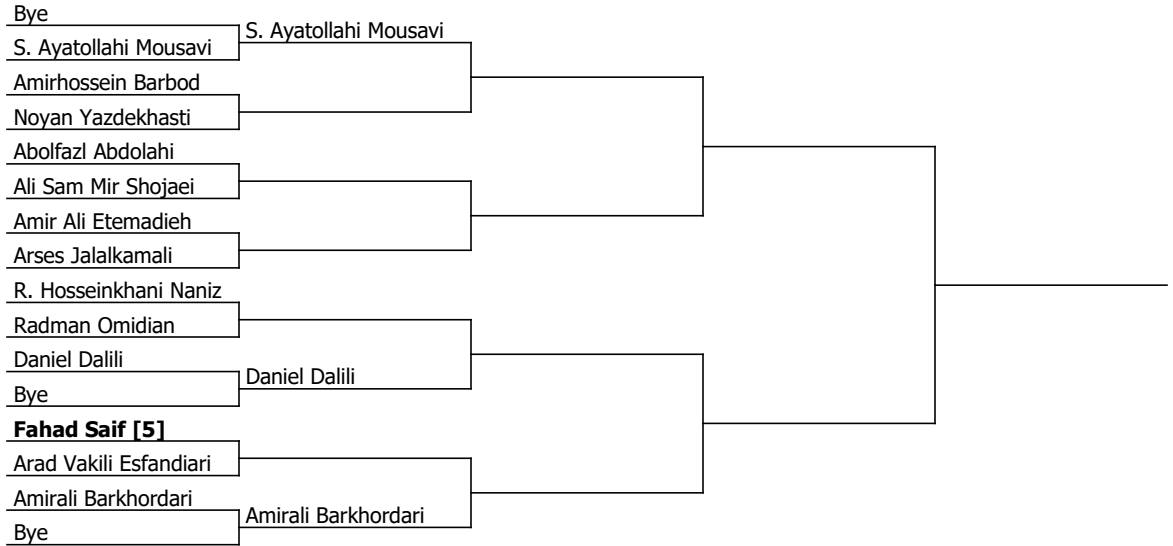 Bye
S. Ayatollahi Mousavi
S. Ayatollahi Mousavi
Amirhossein Barbod
Noyan Yazdekhasti
Abolfazl Abdolahi
Ali Sam Mir Shojaei
Amir Ali Etemadieh
Arses Jalalkamali
R. Hosseinkhani Naniz
Radman Omidian
Daniel Dalili
Daniel Dalili
Bye
Fahad Saif [5]
Arad Vakili Esfandiari
Amirali Barkhordari
Amirali Barkhordari
Bye